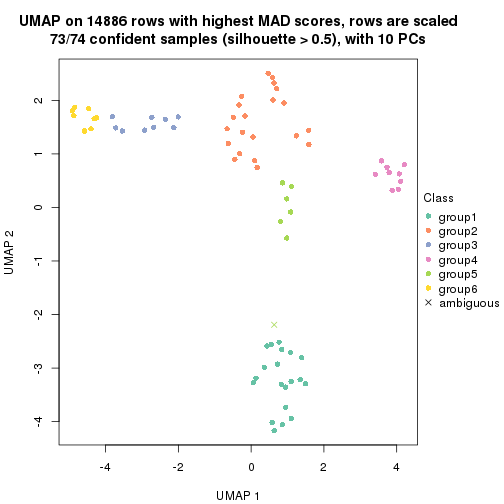 UMAP on 14886 rows with highest MAD scores, rows are scaled
73/74 confident samples (silhouette > 0.5), with 10 PCs
2
1
0
-1
-2
-3
-4
UMAP 2
-4
-2
0
2
4
UMAP 1
Class
group1
group2
group3
group4
group5
group6
ambiguous